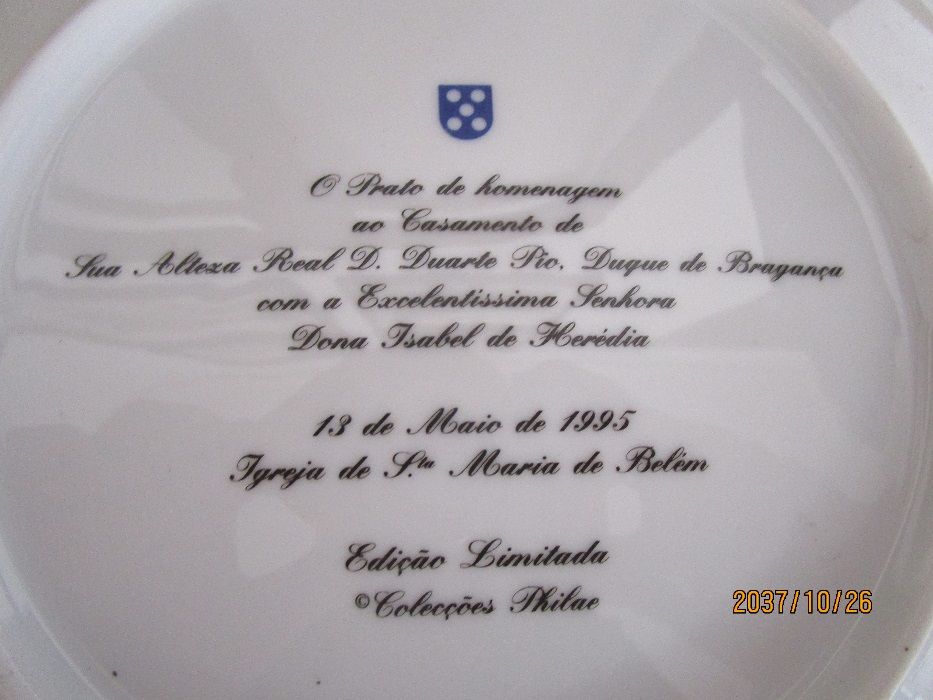 O Prato de homenagem
ao Casamento de
Sua Alteza Real D. Duarte Pio, Duque de Bragança
com a Excelentíssima Senhora
Dona Isabel de Herédia
13 de Maio de 1995
Igreja de S.ta Maria de Belém
Edição Limitada
©Colecções Philae
2037/10/26